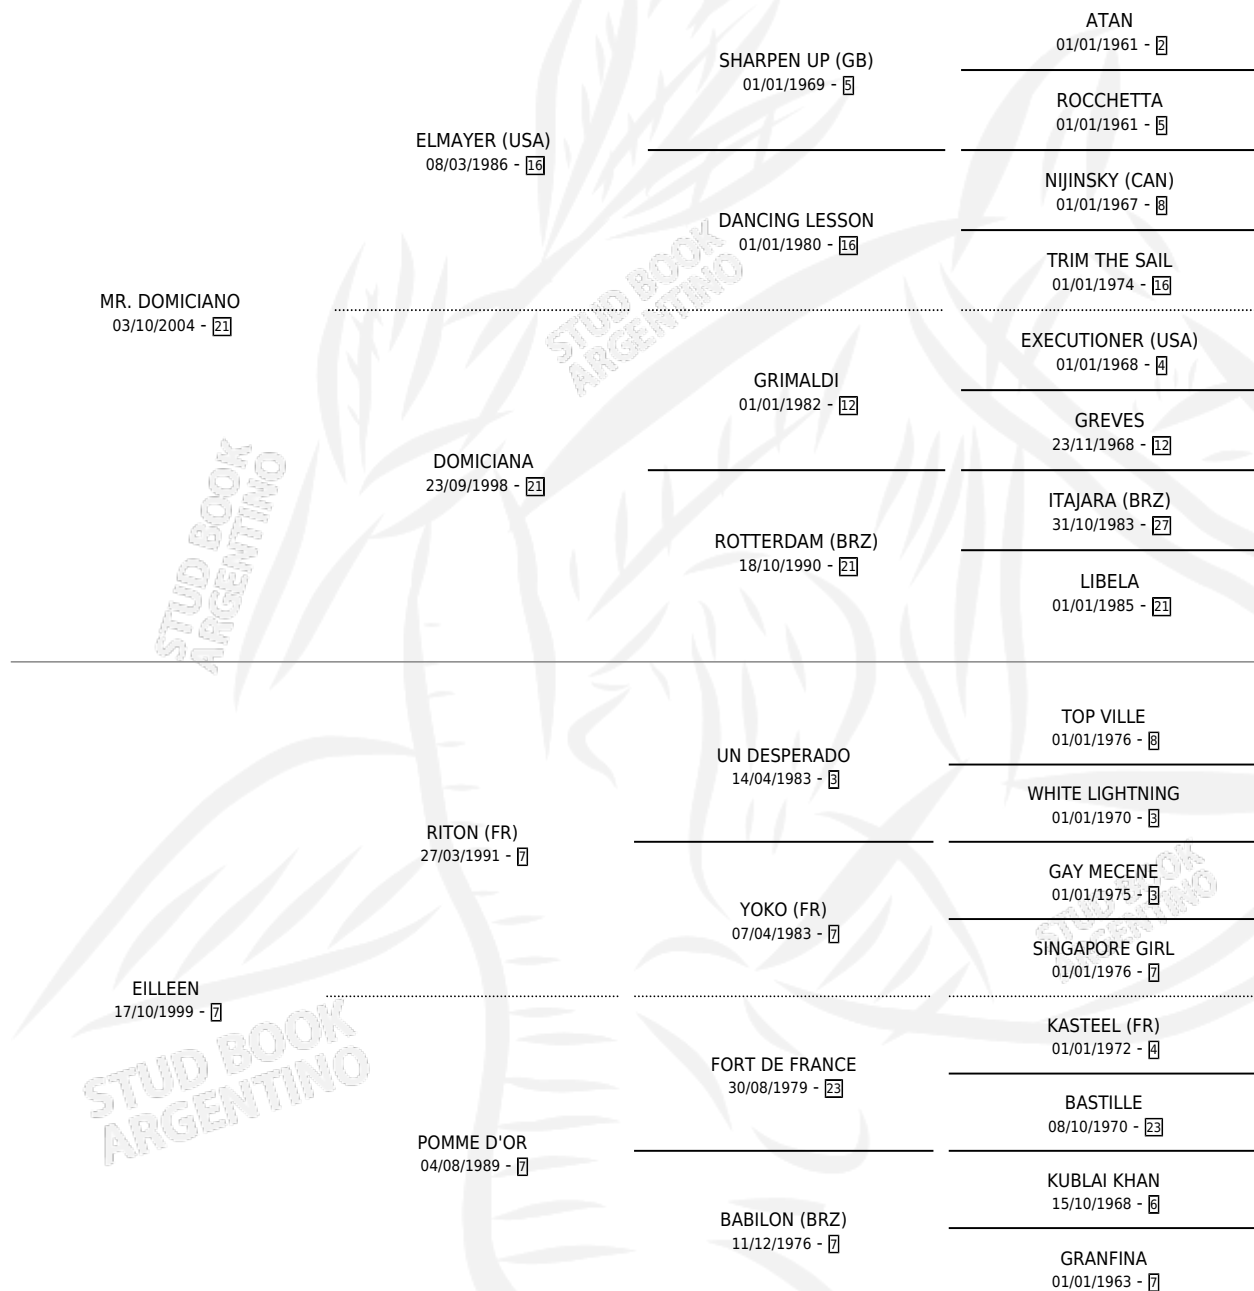 ATAN
01/01/1961 - 2
SHARPEN UP (GB)
01/01/1969 - 5
ROCCHETTA
01/01/1961 - 5
ELMAYER (USA)
08/03/1986 - 16
NIJINSKY (CAN)
01/01/1967 - 8
DANCING LESSON
01/01/1980 - 16
TRIM THE SAIL
01/01/1974 - 16
MR. DOMICIANO
03/10/2004 - 21
EXECUTIONER (USA)
01/01/1968 - 4
GRIMALDI
01/01/1982 - 12
GREVES
23/11/1968 - 12
DOMICIANA
23/09/1998 - 21
ITAJARA (BRZ)
31/10/1983 - 27
ROTTERDAM (BRZ)
18/10/1990 - 21
LIBELA
01/01/1985 - 21
TOP VILLE
01/01/1976 - 8
UN DESPERADO
14/04/1983 - 3
WHITE LIGHTNING
01/01/1970 - 3
RITON (FR)
27/03/1991 - 7
GAY MECENE
01/01/1975 - 3
YOKO (FR)
07/04/1983 - 7
SINGAPORE GIRL
01/01/1976 - 7
EILLEEN
17/10/1999 - 7
KASTEEL (FR)
01/01/1972 - 4
FORT DE FRANCE
30/08/1979 - 23
BASTILLE
08/10/1970 - 23
POMME D'OR
04/08/1989 - 7
KUBLAI KHAN
15/10/1968 - 6
BABILON (BRZ)
11/12/1976 - 7
GRANFINA
01/01/1963 - 7
STUD BOOK
ARGENTINO
STUD BOOK
ARGENTINO
STUD BOOK
ARGENTINO
STUD BOOK
ARGENTINO